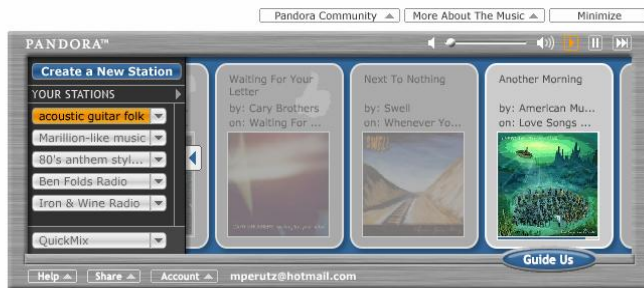 Pandora Community
More About The Music
Minimize
PANDORA™
Create a New Station
YOUR STATIONS
acoustic guitar folk
Marillion-like music
80's anthem styl...
Ben Folds Radio
Iron & Wine Radio
QuickMix
Waiting For Your
Letter
by: Cary Brothers
on: Waiting For ...
Next To Nothing
by: Swell
on: Whenever Yo...
SWELL
Another Morning
by: American Mu...
on: Love Songs ...
Guide Us
Help
Share
Account
mperutz@hotmail.com